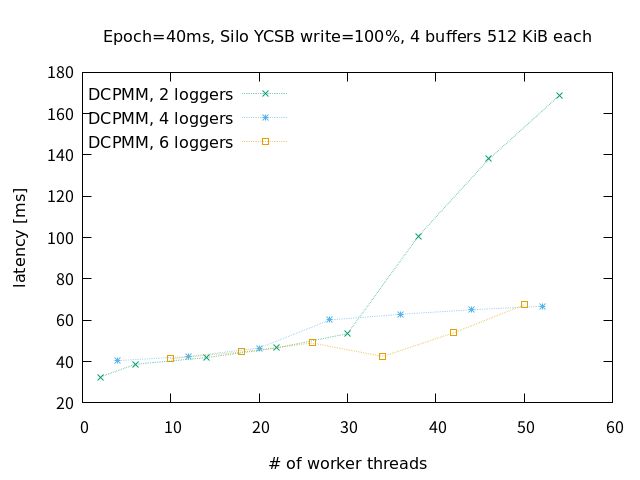 Epoch=40ms, Silo YCSB write=100%, 4 buffers 512 KiB each
180
160
140
120
100
80
60
40
20
latency [ms]
DCPMM, 2 loggers
DCPMM, 4 loggers
DCPMM, 6 loggers
0 10 20 30 40 50 60
# of worker threads